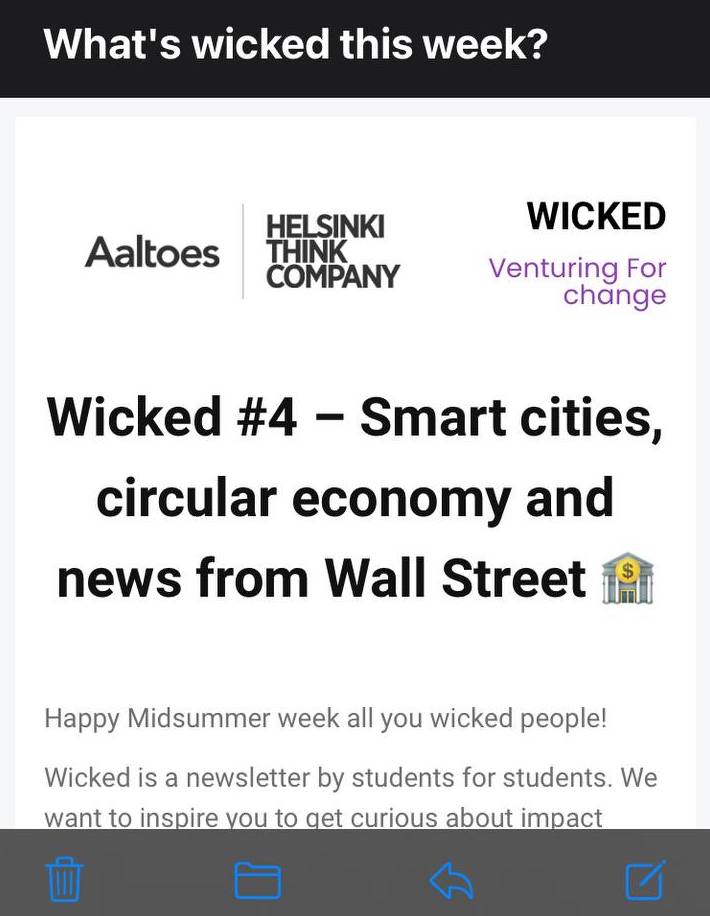 What's wicked this week?
Aaltoes
HELSINKI
THINK
COMPANY
WICKED
Venturing For
change
Wicked #4 – Smart cities,
circular economy and
news from Wall Street 🏦
Happy Midsummer week all you wicked people!
Wicked is a newsletter by students for students. We
want to inspire you to get curious about impact